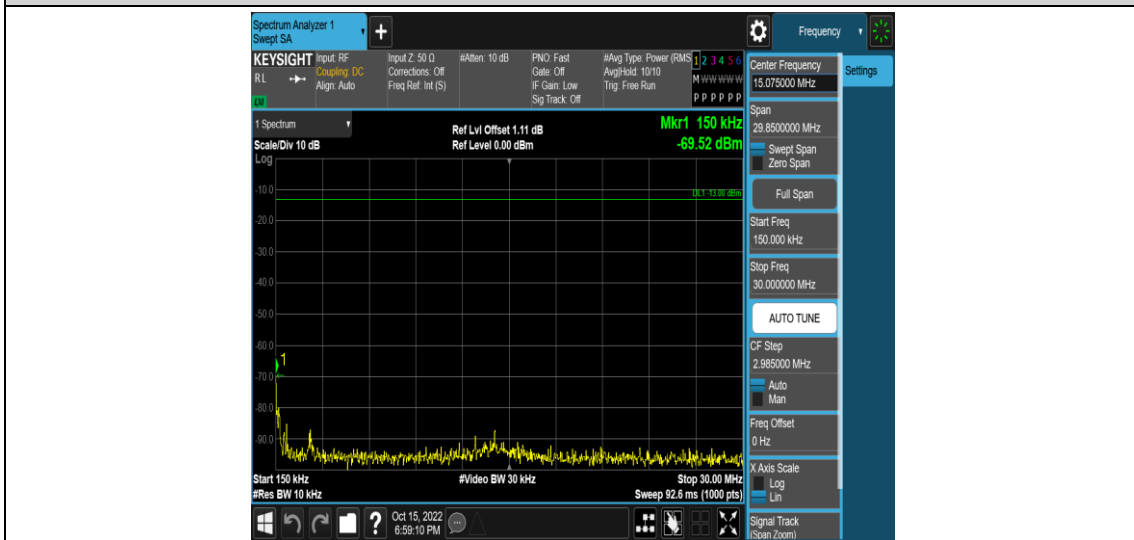 Spectrum Analyzer 1
Swept SA
Frequency
KEYSIGHT
RL
Input: RF
Coupling: DC
Align: Auto
Input Z: 50 Ω
Corrections: Off
Freq Ref: Int (S)
#Atten: 10 dB
PNO: Fast
Gate: Off
IF Gain: Low
Sig Track: Off
#Avg Type: Power (RMS
Avg|Hold: 10/10
Trig: Free Run
1 2 3 4 5 6
M W W W W W
P P P P P P
1 Spectrum
Scale/Div 10 dB
Ref Lvl Offset 1.11 dB
Ref Level 0.00 dBm
Mkr1 150 kHz
-69.52 dBm
Log
DL1 -13.00 dBm
-10.0
-20.0
-30.0
-40.0
-50.0
-60.0
1
-70.0
-80.0
-90.0
Start 150 kHz
#Video BW 30 kHz
Stop 30.00 MHz
#Res BW 10 kHz
Sweep 92.6 ms (1000 pts)
Oct 15, 2022
6:59:10 PM
Center Frequency
15.075000 MHz
Settings
Span
29.8500000 MHz
Swept Span
Zero Span
Full Span
Start Freq
150.000 kHz
Stop Freq
30.000000 MHz
AUTO TUNE
CF Step
2.985000 MHz
Auto
Man
Freq Offset
0 Hz
X Axis Scale
Log
Lin
Signal Track
(Span Zoom)